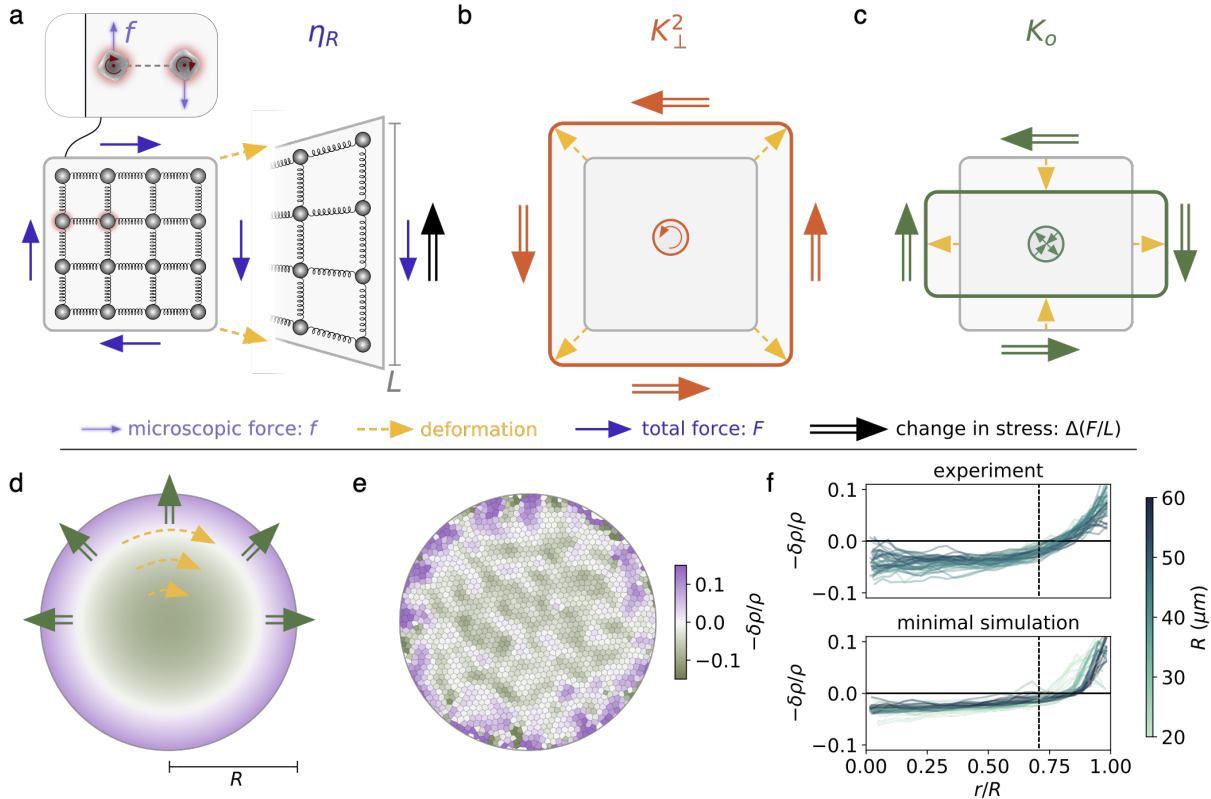 a
f
η_R
L
b
K_⊥^2
c
K_o
microscopic force: f
deformation
total force: F
change in stress: Δ(F/L)
d
R
e
0.1
0.0
−0.1
−δρ/ρ
f
experiment
0.1
0.0
−0.1
−δρ/ρ
minimal simulation
0.1
0.0
−0.1
−δρ/ρ
0.00 0.25 0.50 0.75 1.00
r/R
60
50
40
30
20
R (μm)